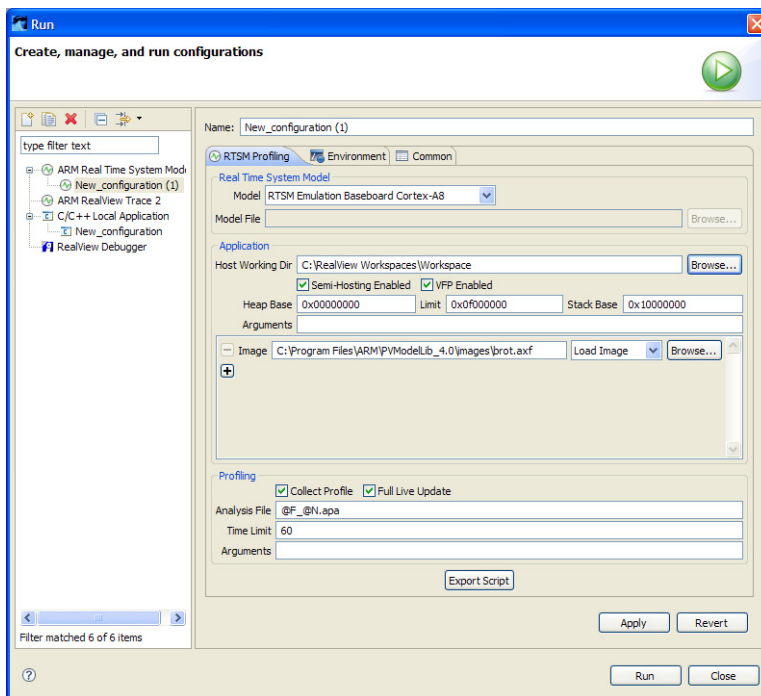 Run
Create, manage, and run configurations
type filter text
ARM Real Time System Mode
New_configuration (1)
ARM RealView Trace 2
C/C++ Local Application
New_configuration
RealView Debugger
Filter matched 6 of 6 items
Name: New_configuration (1)
RTSM Profiling Environment Common
Real Time System Model
Model RTSM Emulation Baseboard Cortex-A8
Model File Browse...
Application
Host Working Dir C:\RealView Workspaces\Workspace Browse...
Semi-Hosting Enabled VFP Enabled
Heap Base 0x00000000 Limit 0x0f000000 Stack Base 0x10000000
Arguments
Image C:\Program Files\ARM\PVModelLib_4.0\images\brot.axf Load Image Browse...
Profiling
Collect Profile Full Live Update
Analysis File @F_@N.apa
Time Limit 60
Arguments
Export Script
Apply Revert
Run Close